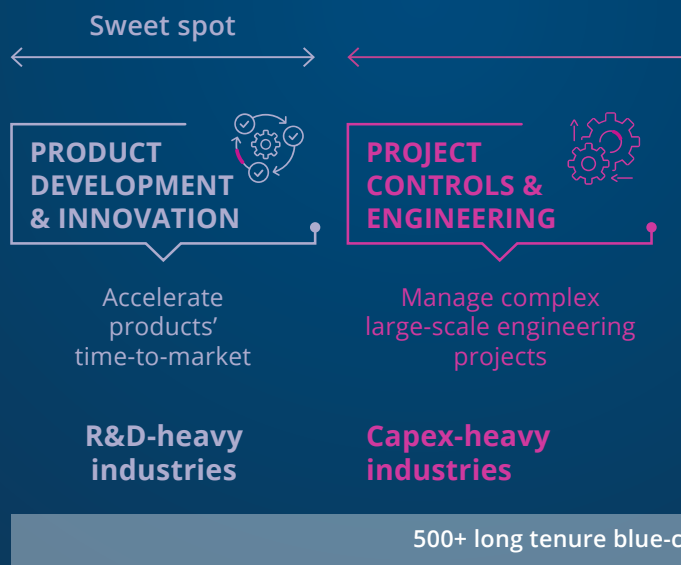 Sweet spot
PRODUCT
DEVELOPMENT
& INNOVATION
Accelerate
products’
time-to-market
R&D-heavy
industries
PROJECT
CONTROLS &
ENGINEERING
Manage complex
large-scale engineering
projects
Capex-heavy
industries
500+ long tenure